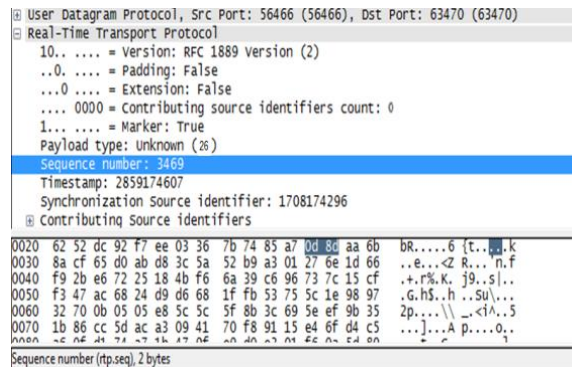 User Datagram Protocol, Src Port: 56466 (56466), Dst Port: 63470 (63470)
Real-Time Transport Protocol
10.. .... = Version: RFC 1889 Version (2)
..0. .... = Padding: False
...0 .... = Extension: False
.... 0000 = Contributing source identifiers count: 0
1... .... = Marker: True
Payload type: Unknown (26)
Sequence number: 3469
Timestamp: 2859174607
Synchronization Source identifier: 1708174296
Contributing Source identifiers
0020 62 52 dc 92 f7 ee 03 36 7b 74 85 a7 0d 8d aa 6b bR.....6 {t.....k
0030 8a cf 65 d0 ab d8 3c 5a 52 b9 a3 01 27 6e 1d 66 ..e...<Z R...'n.f
0040 f9 2b e6 72 25 18 4b f6 6a 39 c6 96 73 7c 15 cf .+.r%.K. j9..s|..
0050 f3 47 ac 68 24 d9 d6 68 1f fb 53 75 5c 1e 98 97 .G.h$..h ..Su\...
0060 32 70 0b 05 05 e8 5c 5c 5f 8b 3c 69 5e ef 9b 35 2p....\\ _.<i^..5
0070 1b 86 cc 5d ac a3 09 41 70 f8 91 15 e4 6f d4 c5 ...]...A p....o..
Sequence number (rtp.seq), 2 bytes